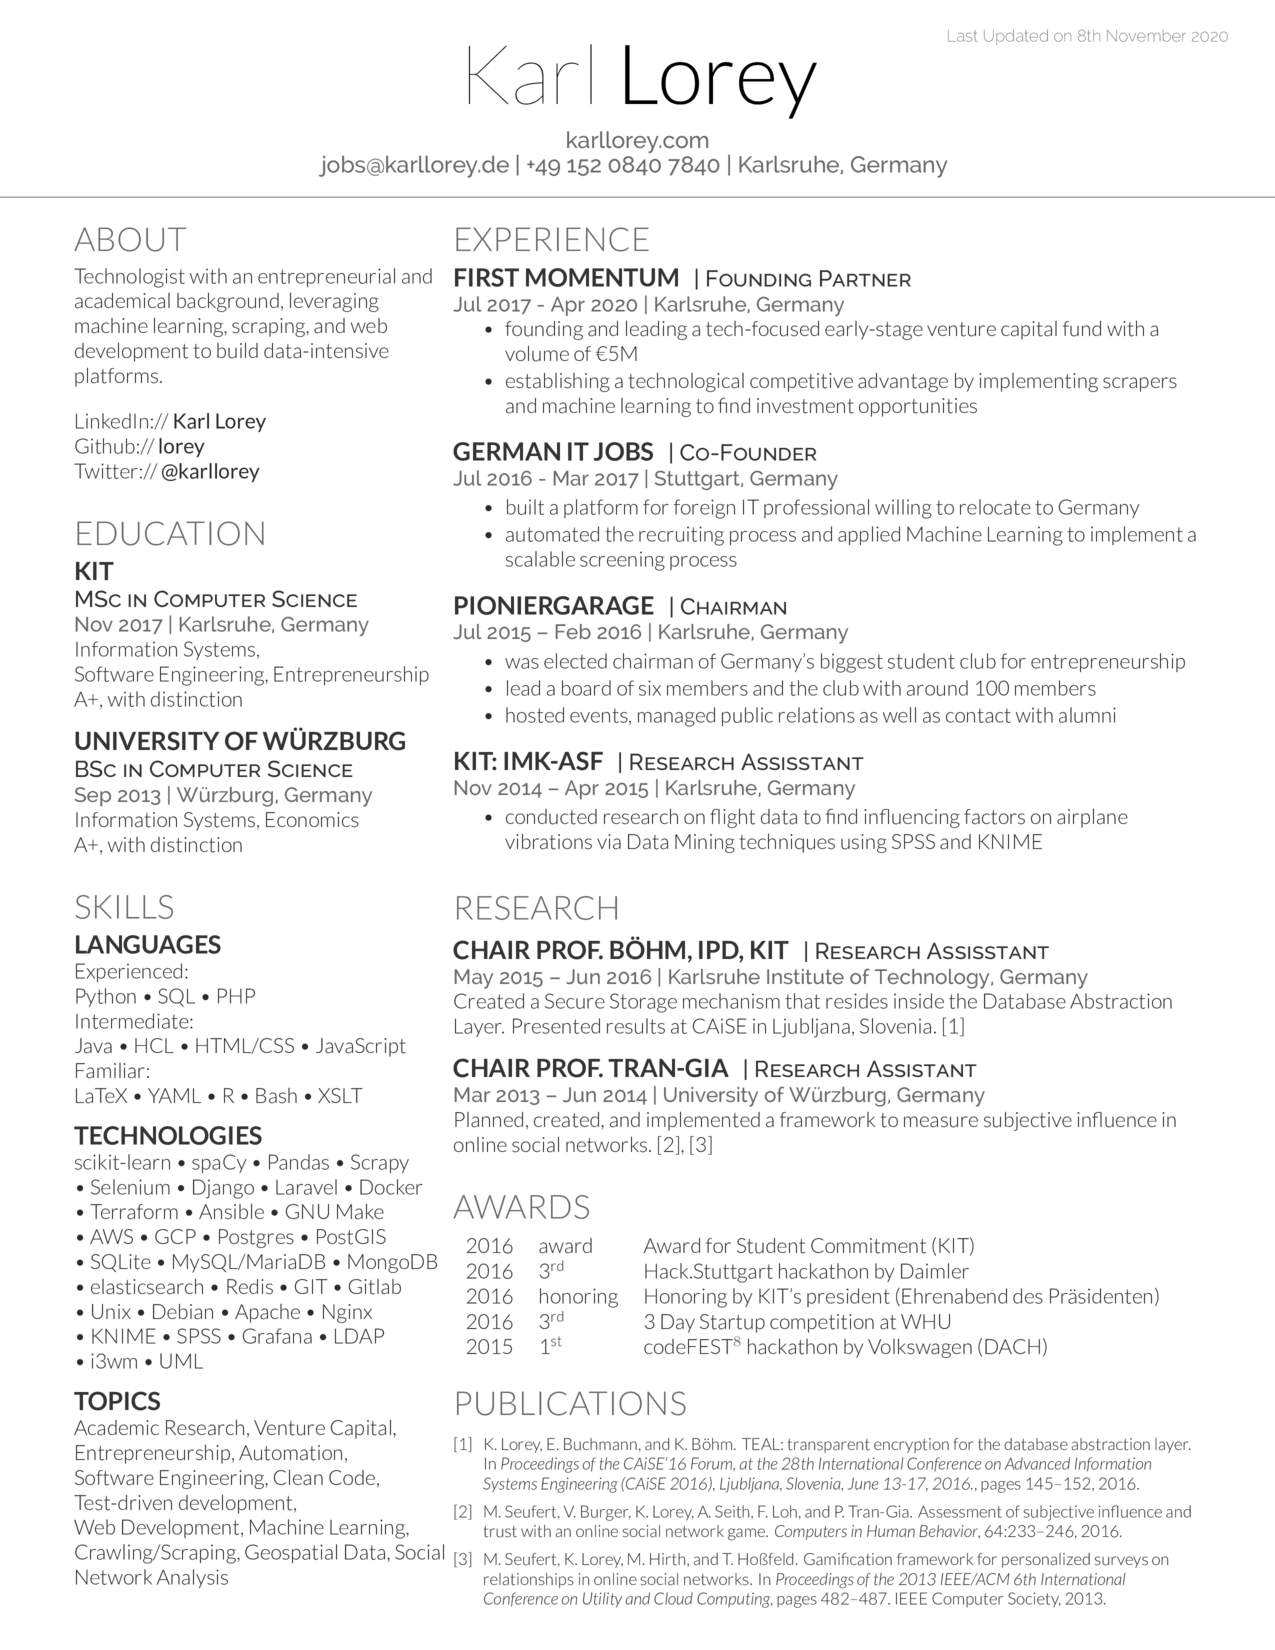 Last Updated on 8th November 2020
Karl Lorey
karllorey.com
jobs@karllorey.de | +49 152 0840 7840 | Karlsruhe, Germany
ABOUT
Technologist with an entrepreneurial and
academical background, leveraging
machine learning, scraping, and web
development to build data-intensive
platforms.
LinkedIn:// Karl Lorey
Github:// lorey
Twitter:// @karllorey
EDUCATION
KIT
MSc in Computer Science
Nov 2017 | Karlsruhe, Germany
Information Systems,
Software Engineering, Entrepreneurship
A+, with distinction
UNIVERSITY OF WÜRZBURG
BSc in Computer Science
Sep 2013 | Würzburg, Germany
Information Systems, Economics
A+, with distinction
SKILLS
LANGUAGES
Experienced:
Python • SQL • PHP
Intermediate:
Java • HCL • HTML/CSS • JavaScript
Familiar:
LaTeX • YAML • R • Bash • XSLT
TECHNOLOGIES
scikit-learn • spaCy • Pandas • Scrapy
• Selenium • Django • Laravel • Docker
• Terraform • Ansible • GNU Make
• AWS • GCP • Postgres • PostGIS
• SQLite • MySQL/MariaDB • MongoDB
• elasticsearch • Redis • GIT • Gitlab
• Unix • Debian • Apache • Nginx
• KNIME • SPSS • Grafana • LDAP
• i3wm • UML
TOPICS
Academic Research, Venture Capital,
Entrepreneurship, Automation,
Software Engineering, Clean Code,
Test-driven development,
Web Development, Machine Learning,
Crawling/Scraping, Geospatial Data, Social
Network Analysis
EXPERIENCE
FIRST MOMENTUM | Founding Partner
Jul 2017 - Apr 2020 | Karlsruhe, Germany
• founding and leading a tech-focused early-stage venture capital fund with a
volume of €5M
• establishing a technological competitive advantage by implementing scrapers
and machine learning to find investment opportunities
GERMAN IT JOBS | Co-Founder
Jul 2016 - Mar 2017 | Stuttgart, Germany
• built a platform for foreign IT professional willing to relocate to Germany
• automated the recruiting process and applied Machine Learning to implement a
scalable screening process
PIONIERGARAGE | Chairman
Jul 2015 – Feb 2016 | Karlsruhe, Germany
• was elected chairman of Germany's biggest student club for entrepreneurship
• lead a board of six members and the club with around 100 members
• hosted events, managed public relations as well as contact with alumni
KIT: IMK-ASF | Research Assisstant
Nov 2014 – Apr 2015 | Karlsruhe, Germany
• conducted research on flight data to find influencing factors on airplane
vibrations via Data Mining techniques using SPSS and KNIME
RESEARCH
CHAIR PROF. BÖHM, IPD, KIT | Research Assisstant
May 2015 – Jun 2016 | Karlsruhe Institute of Technology, Germany
Created a Secure Storage mechanism that resides inside the Database Abstraction
Layer. Presented results at CAiSE in Ljubljana, Slovenia. [1]
CHAIR PROF. TRAN-GIA | Research Assistant
Mar 2013 – Jun 2014 | University of Würzburg, Germany
Planned, created, and implemented a framework to measure subjective influence in
online social networks. [2], [3]
AWARDS
2016 award Award for Student Commitment (KIT)
2016 3rd Hack.Stuttgart hackathon by Daimler
2016 honoring Honoring by KIT's president (Ehrenabend des Präsidenten)
2016 3rd 3 Day Startup competition at WHU
2015 1st codeFEST8 hackathon by Volkswagen (DACH)
PUBLICATIONS
[1] K. Lorey, E. Buchmann, and K. Böhm. TEAL: transparent encryption for the database abstraction layer.
In Proceedings of the CAiSE'16 Forum, at the 28th International Conference on Advanced Information
Systems Engineering (CAiSE 2016), Ljubljana, Slovenia, June 13-17, 2016., pages 145–152, 2016.
[2] M. Seufert, V. Burger, K. Lorey, A. Seith, F. Loh, and P. Tran-Gia. Assessment of subjective influence and
trust with an online social network game. Computers in Human Behavior, 64:233–246, 2016.
[3] M. Seufert, K. Lorey, M. Hirth, and T. Hoßfeld. Gamification framework for personalized surveys on
relationships in online social networks. In Proceedings of the 2013 IEEE/ACM 6th International
Conference on Utility and Cloud Computing, pages 482–487. IEEE Computer Society, 2013.